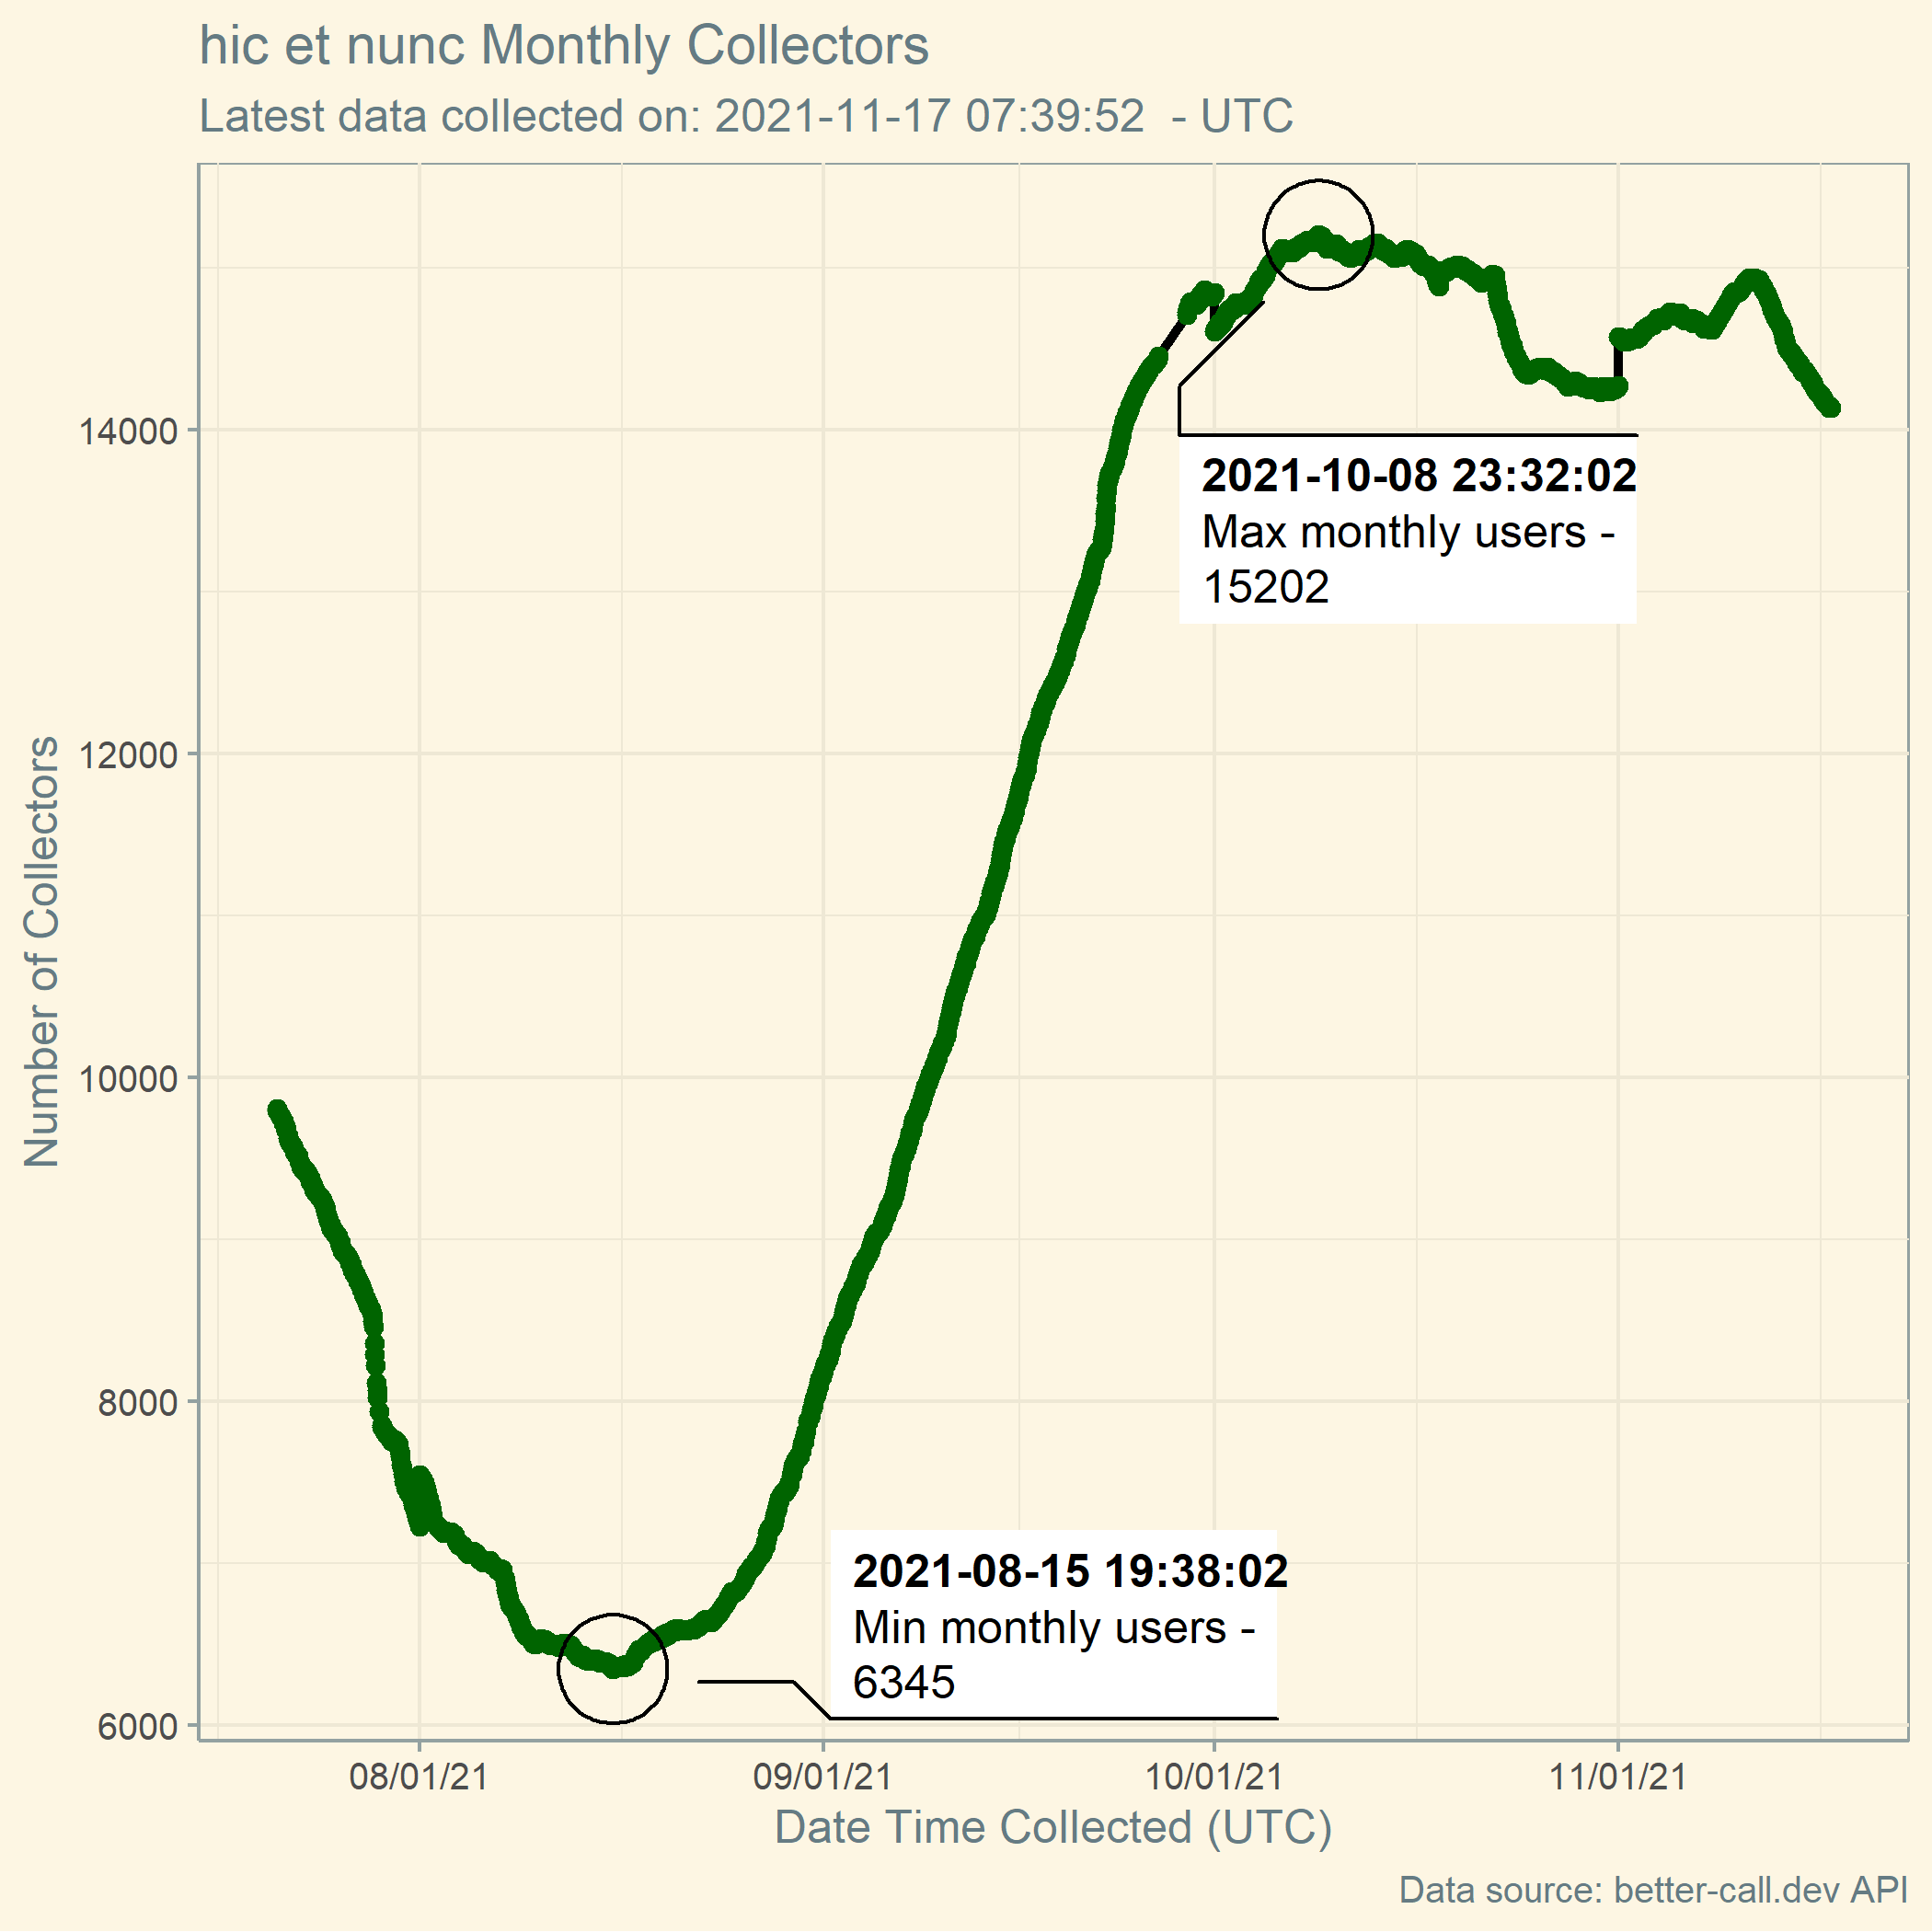 hic et nunc Monthly Collectors
Latest data collected on: 2021-11-17 07:39:52  - UTC
Number of Collectors
14000
12000
10000
8000
6000
2021-10-08 23:32:02
Max monthly users -
15202
2021-08-15 19:38:02
Min monthly users -
6345
08/01/21
09/01/21
10/01/21
11/01/21
Date Time Collected (UTC)
Data source: better-call.dev API